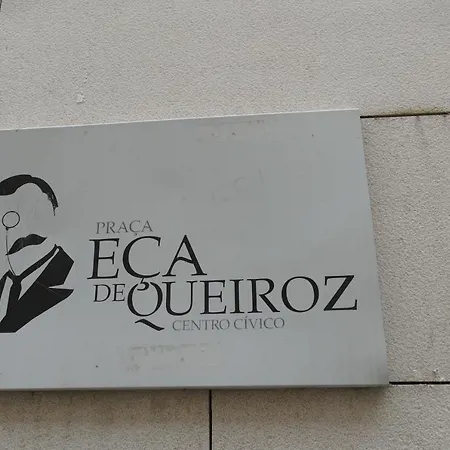 PRAÇA
EÇA
DE QUEIROZ
CENTRO CÍVICO